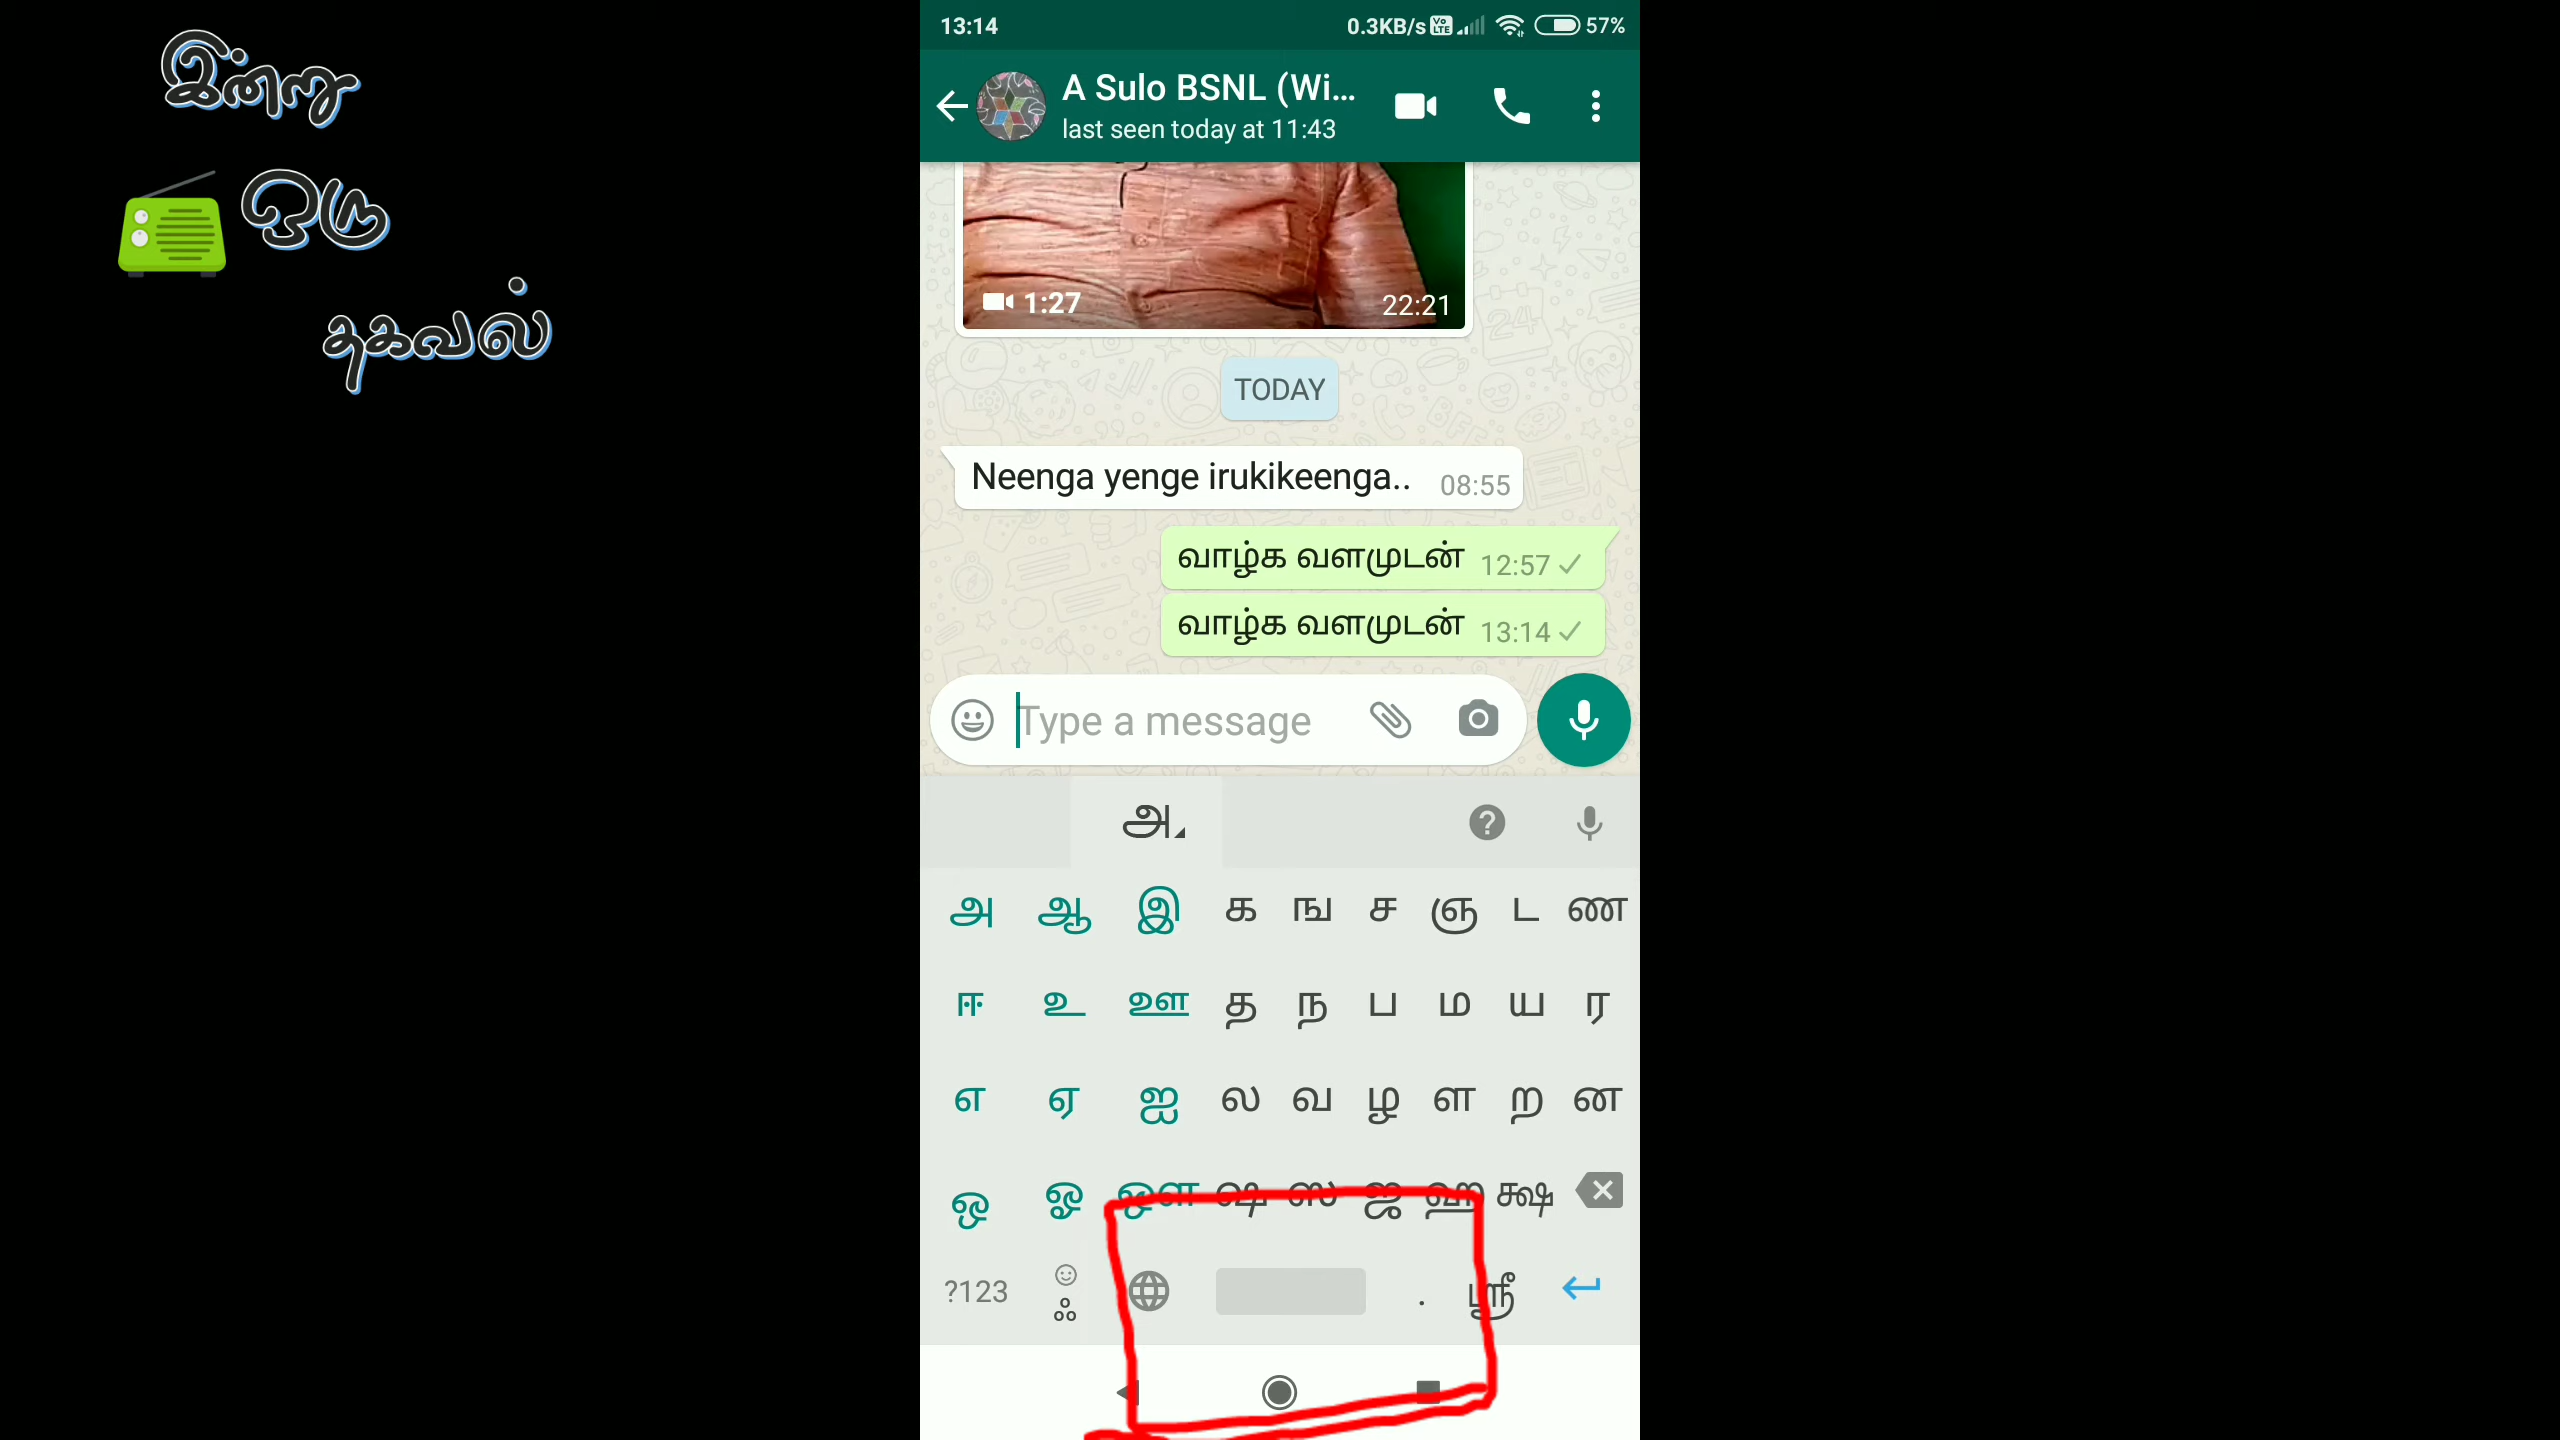 இன்று
ஒரு
தகவல்
13:14
0.3KB/s Vo LTE 57%
A Sulo BSNL (Wi...
last seen today at 11:43
1:27 22:21
TODAY
Neenga yenge irukikeenga.. 08:55
வாழ்க வளமுடன் 12:57
வாழ்க வளமுடன் 13:14
Type a message
அ
அ ஆ இ க ங ச ஞ ட ண
ஈ உ ஊ த ந ப ம ய ர
எ ஏ ஐ ல வ ழ ள ற ன
ஒ ஓ ஔ ஷ ஸ ஜ ஹ க்ஷ
?123 . ஸ்ரீ